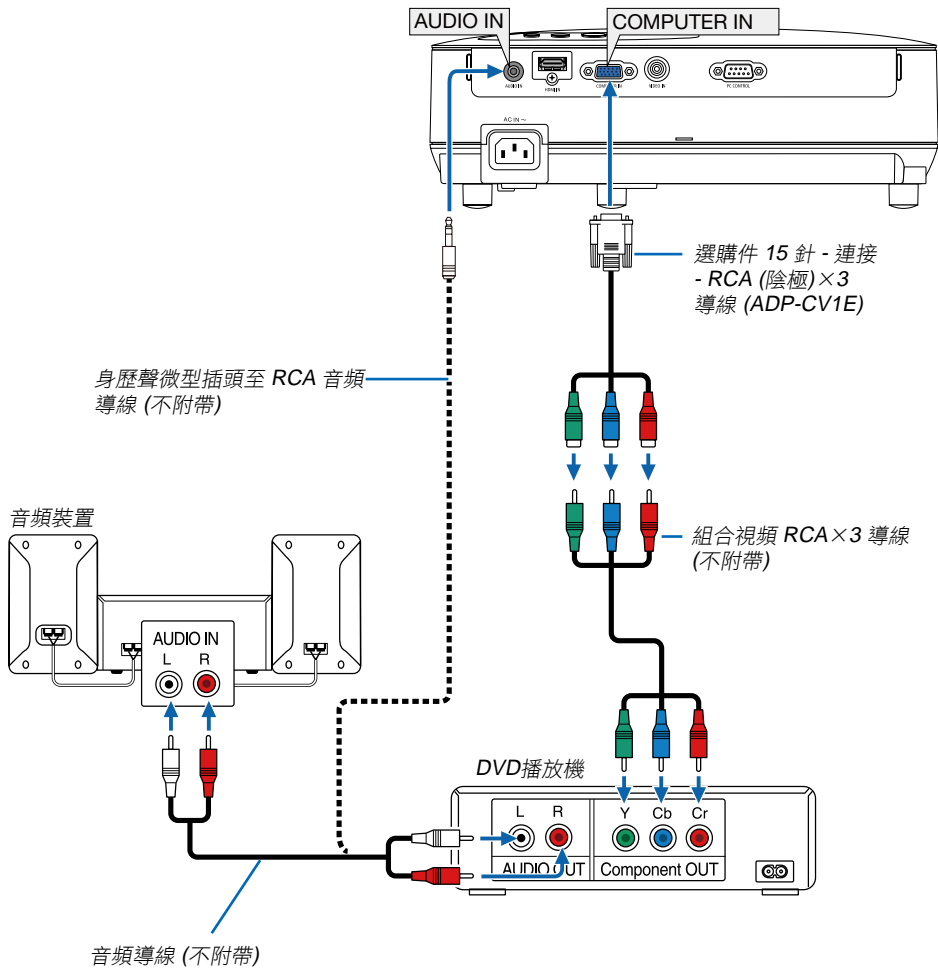 AUDIO IN
COMPUTER IN
AUDIO IN
HDMI IN
COMPUTER IN
VIDEO IN
PC CONTROL
AC IN ~
選購件 15 針 - 連接
- RCA (陰極)×3
導線 (ADP-CV1E)
身歷聲微型插頭至 RCA 音頻
導線 (不附帶)
音頻裝置
組合視頻 RCA×3 導線
(不附帶)
AUDIO IN
L R
DVD播放機
L R Y Cb Cr
AUDIO OUT Component OUT
音頻導線 (不附帶)